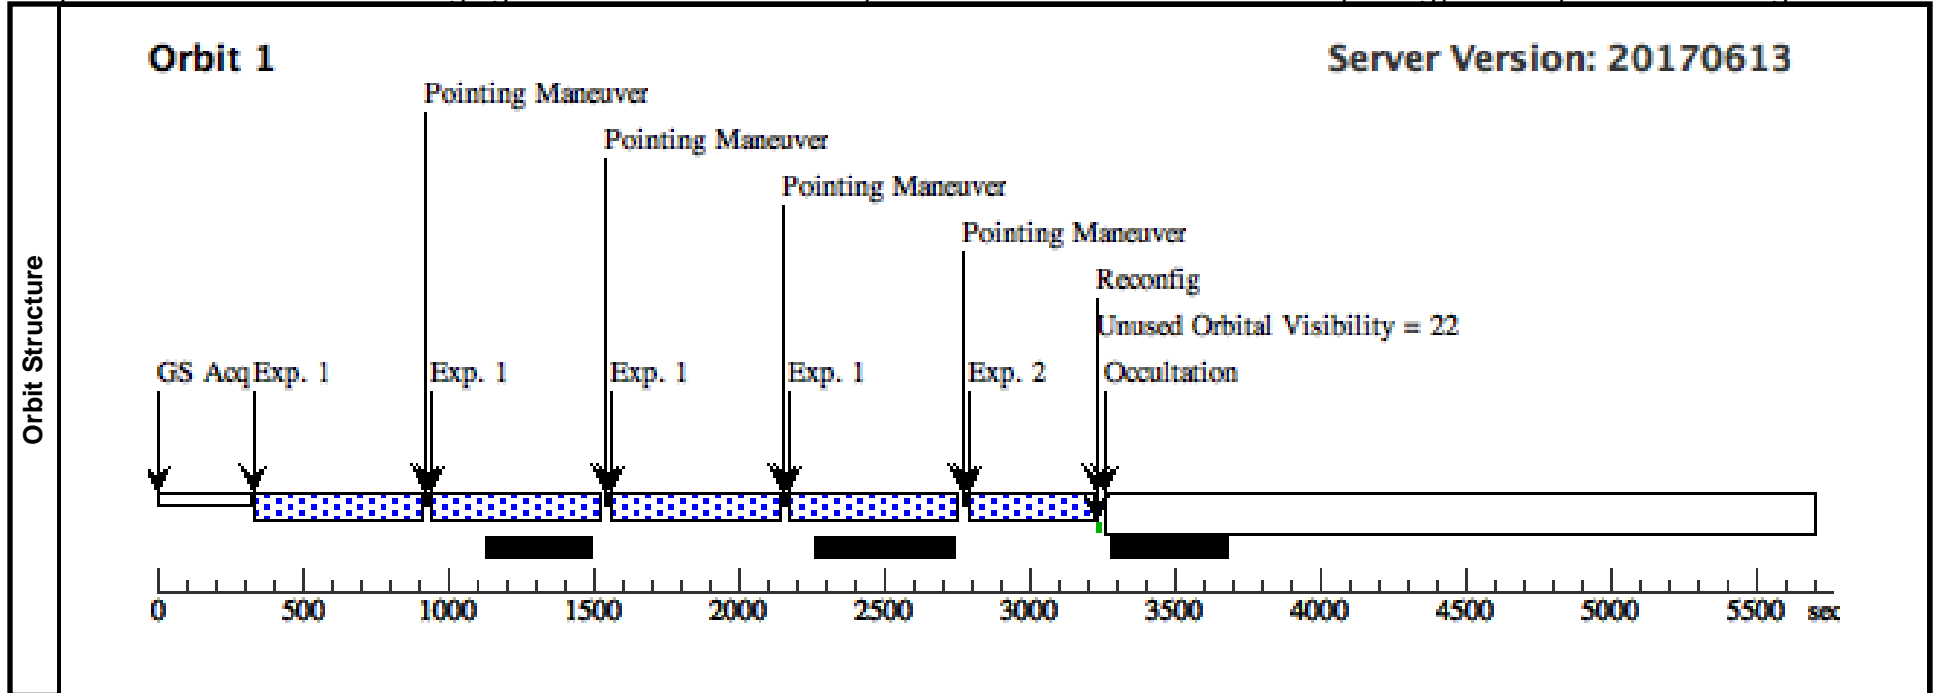 Orbit Structure
Orbit 1
Server Version: 20170613
Pointing Maneuver
Pointing Maneuver
Pointing Maneuver
Pointing Maneuver
Reconfig
Unused Orbital Visibility = 22
GS Acq Exp. 1 Exp. 1 Exp. 1 Exp. 1 Exp. 2 Occultation
0 500 1000 1500 2000 2500 3000 3500 4000 4500 5000 5500 sec